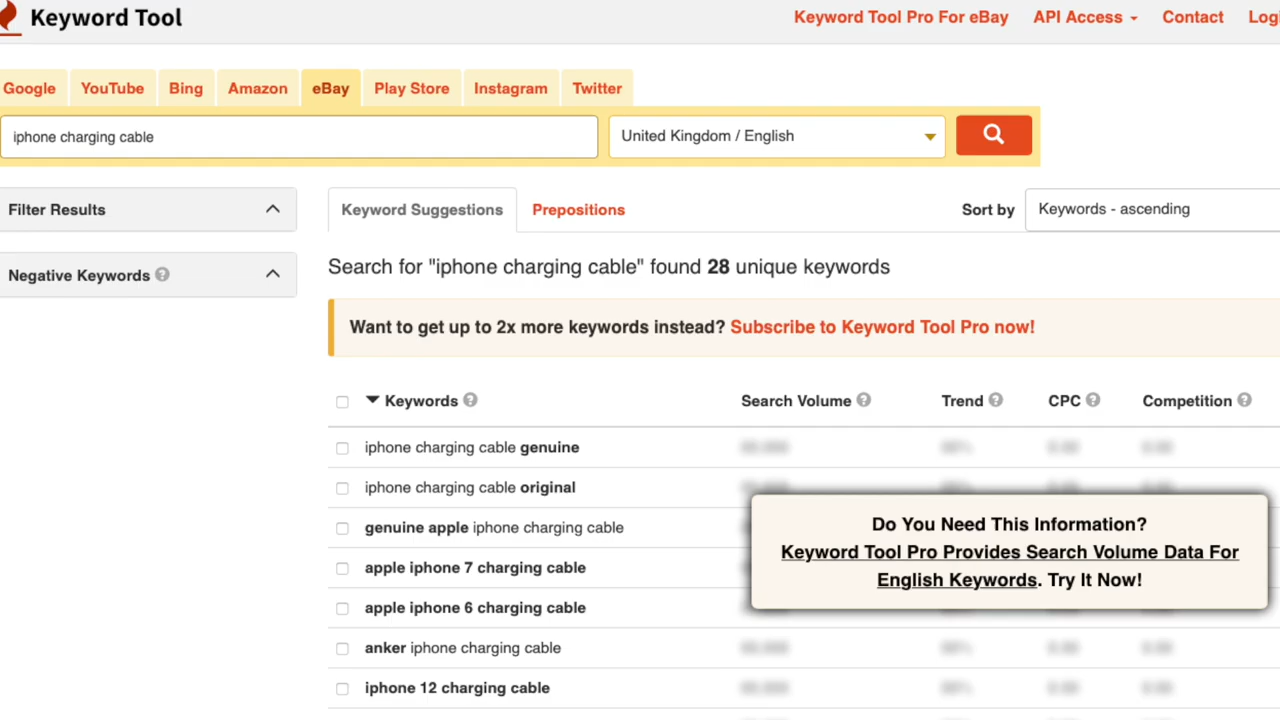 Keyword Tool
Keyword Tool Pro For eBay API Access Contact
Google YouTube Bing Amazon eBay Play Store Instagram Twitter
iphone charging cable United Kingdom / English
Filter Results
Negative Keywords
Keyword Suggestions Prepositions Sort by Keywords - ascending
Search for "iphone charging cable" found 28 unique keywords
Want to get up to 2x more keywords instead? Subscribe to Keyword Tool Pro now!
Keywords Search Volume Trend CPC Competition
iphone charging cable genuine
iphone charging cable original
genuine apple iphone charging cable
apple iphone 7 charging cable
apple iphone 6 charging cable
anker iphone charging cable
iphone 12 charging cable
Do You Need This Information?
Keyword Tool Pro Provides Search Volume Data For
English Keywords. Try It Now!